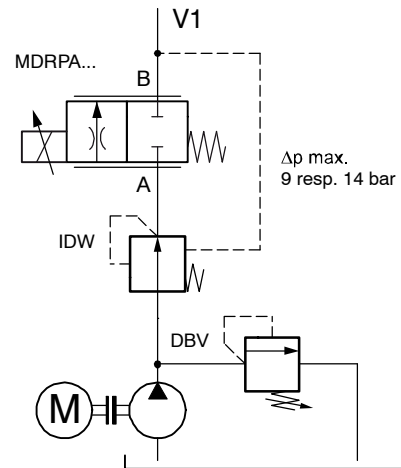 V1
MDRPA...
B
Δp max.
9 resp. 14 bar
A
IDW
DBV
M